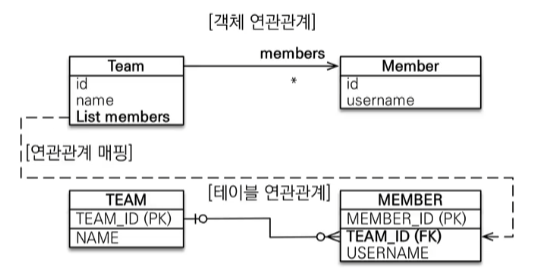 [객체 연관관계]
members
Team
Member
*
id
name
List members
id
username
[연관관계 매핑]
[테이블 연관관계]
TEAM
TEAM_ID (PK)
NAME
MEMBER
MEMBER_ID (PK)
TEAM_ID (FK)
USERNAME